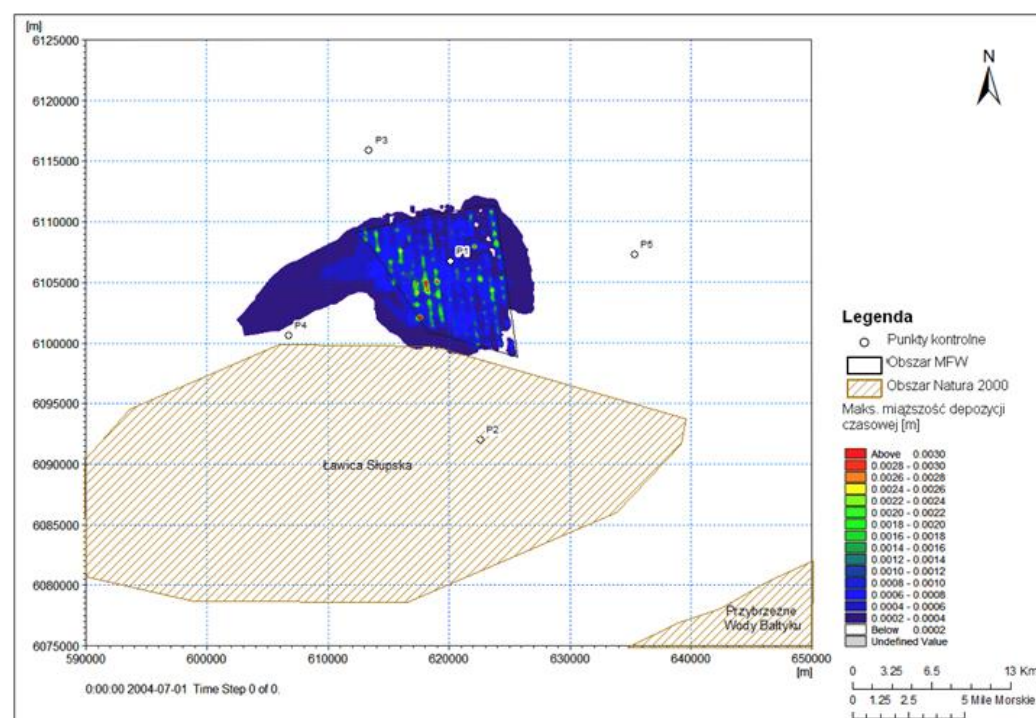 [m]
6125000
6120000
6115000
6110000
6105000
6100000
6095000
6090000
6085000
6080000
6075000
590000
600000
610000
620000
630000
640000
650000
[m]
P3
P1
P5
P4
P2
Ławica Słupska
Przybrzeżne
Wody Bałtyku
0:00:00 2004-07-01 Time Step 0 of 0.
N
Legenda
Punkty kontrolne
Obszar MFW
Obszar Natura 2000
Maks. miąższość depozycji
czasowej [m]
Above 0.0030
0.0028 - 0.0030
0.0026 - 0.0028
0.0024 - 0.0026
0.0022 - 0.0024
0.0020 - 0.0022
0.0018 - 0.0020
0.0016 - 0.0018
0.0014 - 0.0016
0.0012 - 0.0014
0.0010 - 0.0012
0.0008 - 0.0010
0.0006 - 0.0008
0.0004 - 0.0006
0.0002 - 0.0004
Below 0.0002
Undefined Value
0 3.25 6.5 13 Km
0 1.25 2.5 5 Mile Morskie